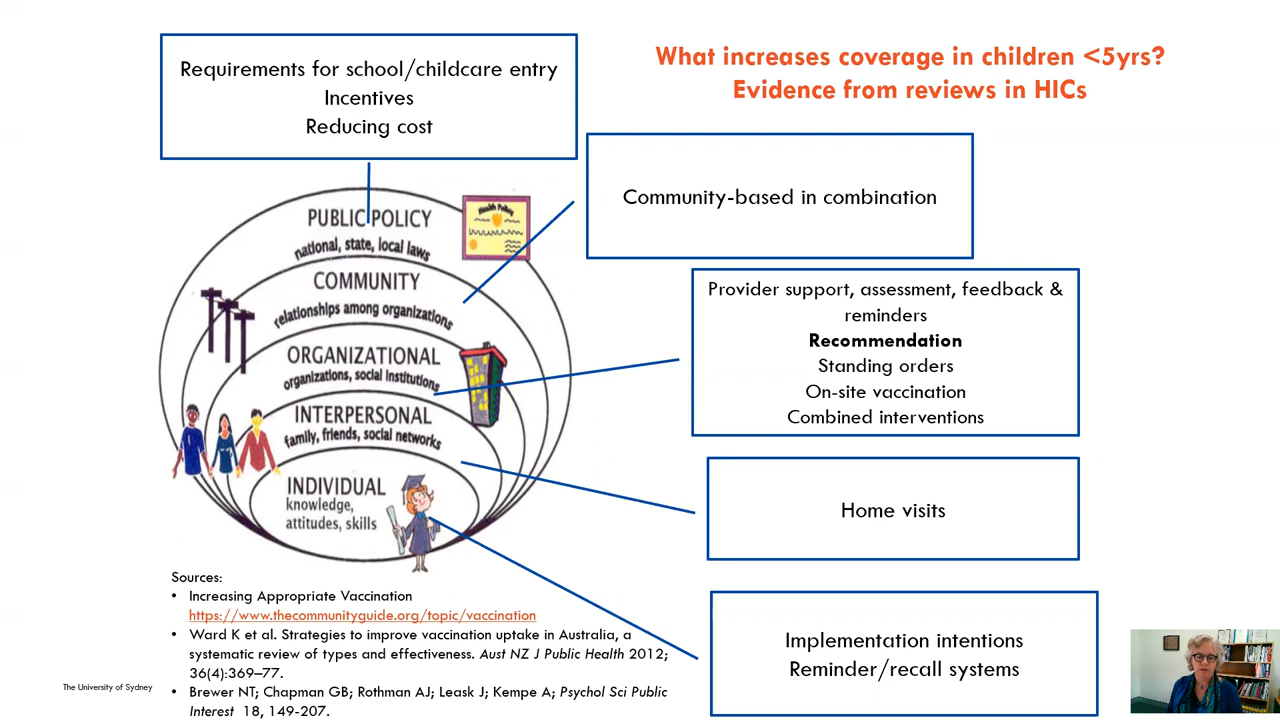 What increases coverage in children <5yrs?
Evidence from reviews in HICs
Requirements for school/childcare entry
Incentives
Reducing cost
Community-based in combination
Provider support, assessment, feedback &
reminders
Recommendation
Standing orders
On-site vaccination
Combined interventions
Home visits
Implementation intentions
Reminder/recall systems
PUBLIC POLICY
national, state, local laws
Health Policy
COMMUNITY
relationships among organizations
ORGANIZATIONAL
organizations, social institutions
INTERPERSONAL
family, friends, social networks
INDIVIDUAL
knowledge,
attitudes, skills
Sources:
• Increasing Appropriate Vaccination
https://www.thecommunityguide.org/topic/vaccination
• Ward K et al. Strategies to improve vaccination uptake in Australia, a
systematic review of types and effectiveness. Aust NZ J Public Health 2012;
36(4):369–77.
• Brewer NT; Chapman GB; Rothman AJ; Leask J; Kempe A; Psychol Sci Public
Interest 18, 149-207.
The University of Sydney